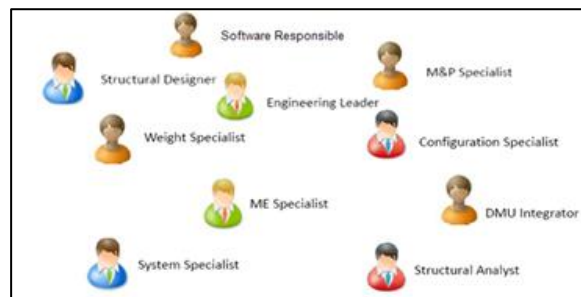 Software Responsible
M&P Specialist
Structural Designer
Engineering Leader
Weight Specialist
Configuration Specialist
ME Specialist
DMU Integrator
System Specialist
Structural Analyst